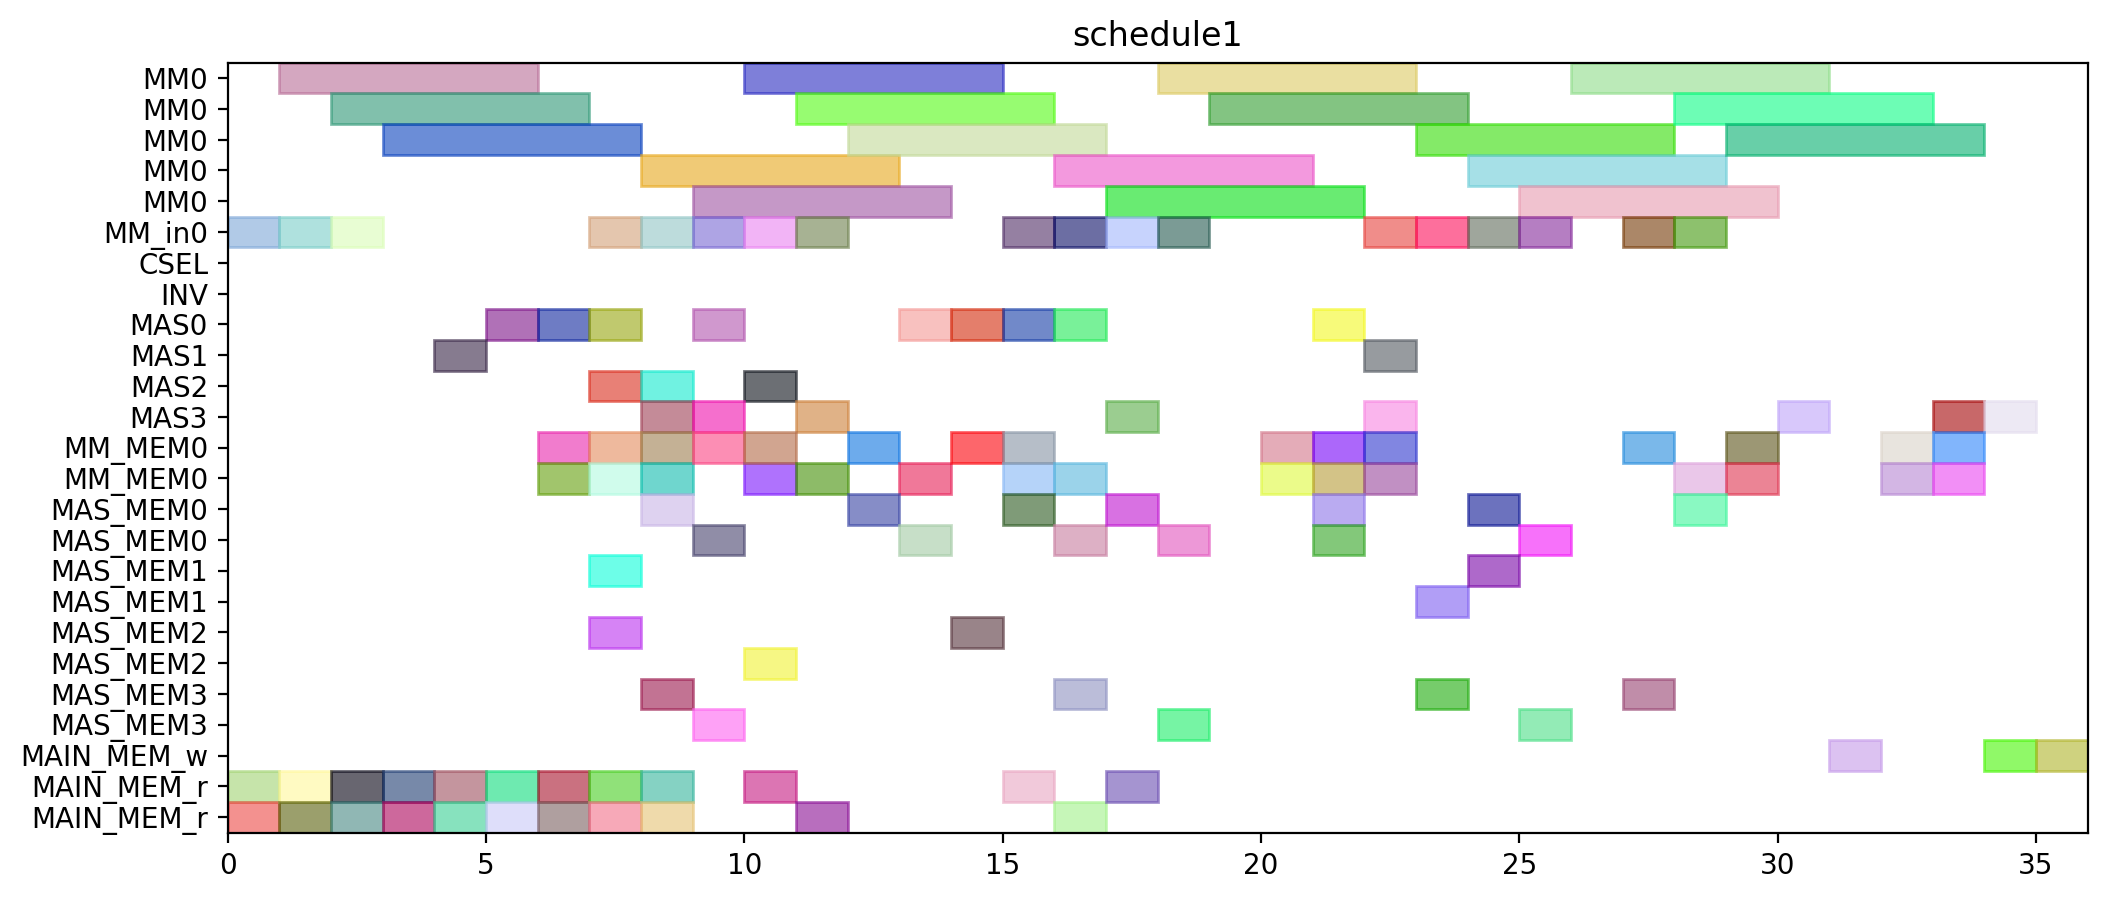 schedule1
MM0
MM0
MM0
MM0
MM0
MM_in0
CSEL
INV
MAS0
MAS1
MAS2
MAS3
MM_MEM0
MM_MEM0
MAS_MEM0
MAS_MEM0
MAS_MEM1
MAS_MEM1
MAS_MEM2
MAS_MEM2
MAS_MEM3
MAS_MEM3
MAIN_MEM_w
MAIN_MEM_r
MAIN_MEM_r
0 5 10 15 20 25 30 35